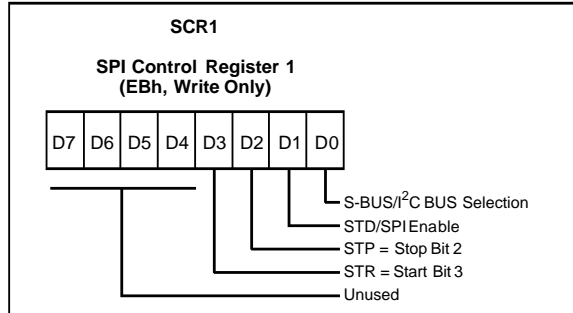 SCR1
SPI Control Register 1
(EBh, Write Only)
D7 D6 D5 D4 D3 D2 D1 D0
S-BUS/I²C BUS Selection
STD/SPI Enable
STP = Stop Bit 2
STR = Start Bit 3
Unused